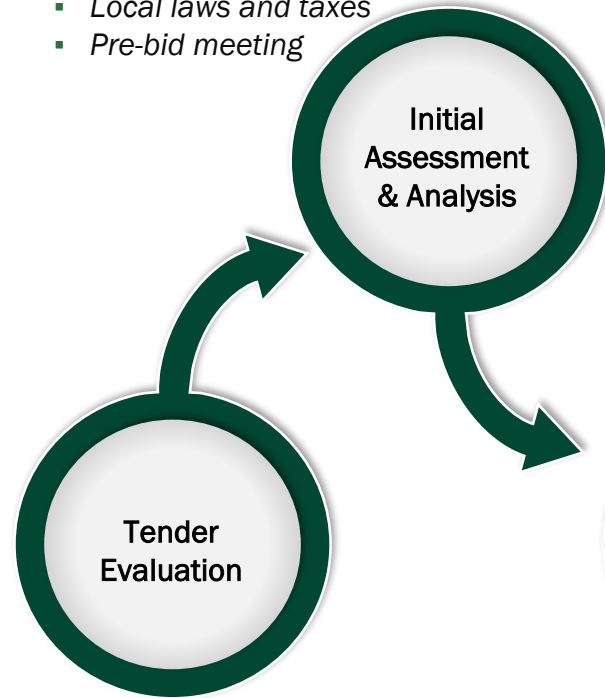 ▪ Local laws and taxes
▪ Pre-bid meeting
Initial
Assessment
& Analysis
Tender
Evaluation